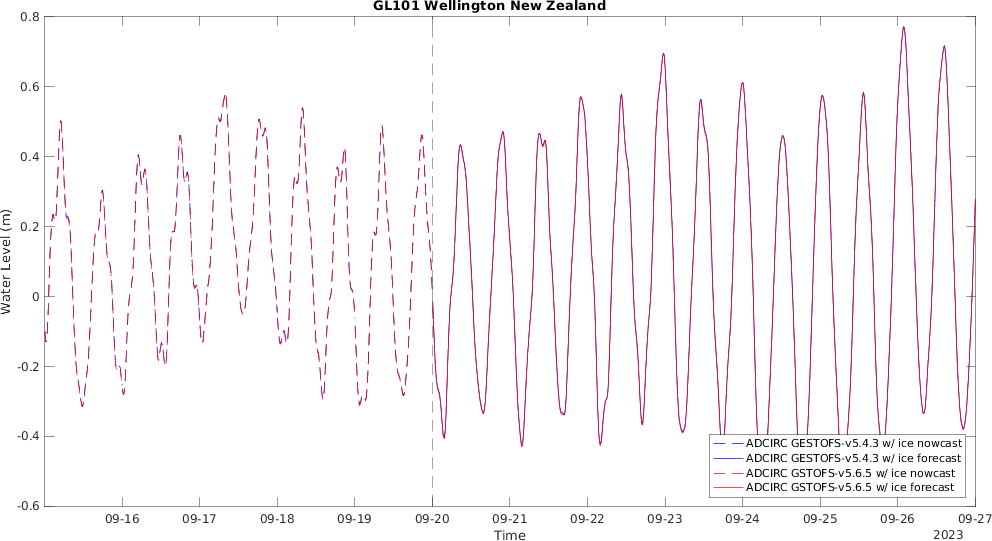 GL101 Wellington New Zealand
0.8
0.6
0.4
0.2
0
-0.2
-0.4
-0.6
Water Level (m)
ADCIRC GESTOFS-v5.4.3 w/ ice nowcast
ADCIRC GESTOFS-v5.4.3 w/ ice forecast
ADCIRC GSTOFS-v5.6.5 w/ ice nowcast
ADCIRC GSTOFS-v5.6.5 w/ ice forecast
09-16 09-17 09-18 09-19 09-20 09-21 09-22 09-23 09-24 09-25 09-26 09-27
Time
2023